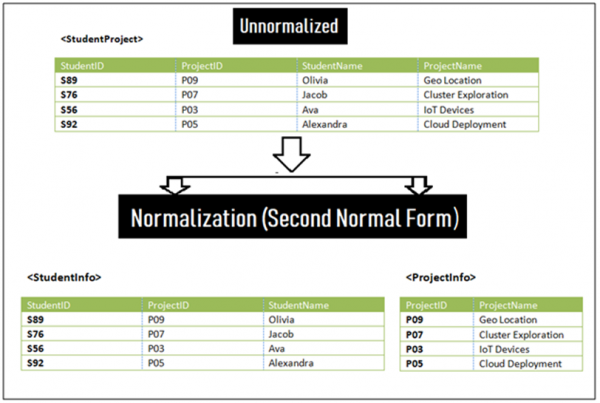 Unnormalized
<StudentProject>
StudentID ProjectID StudentName ProjectName
S89 P09 Olivia Geo Location
S76 P07 Jacob Cluster Exploration
S56 P03 Ava IoT Devices
S92 P05 Alexandra Cloud Deployment
Normalization (Second Normal Form)
<StudentInfo>
StudentID ProjectID StudentName
S89 P09 Olivia
S76 P07 Jacob
S56 P03 Ava
S92 P05 Alexandra
<ProjectInfo>
ProjectID ProjectName
P09 Geo Location
P07 Cluster Exploration
P03 IoT Devices
P05 Cloud Deployment